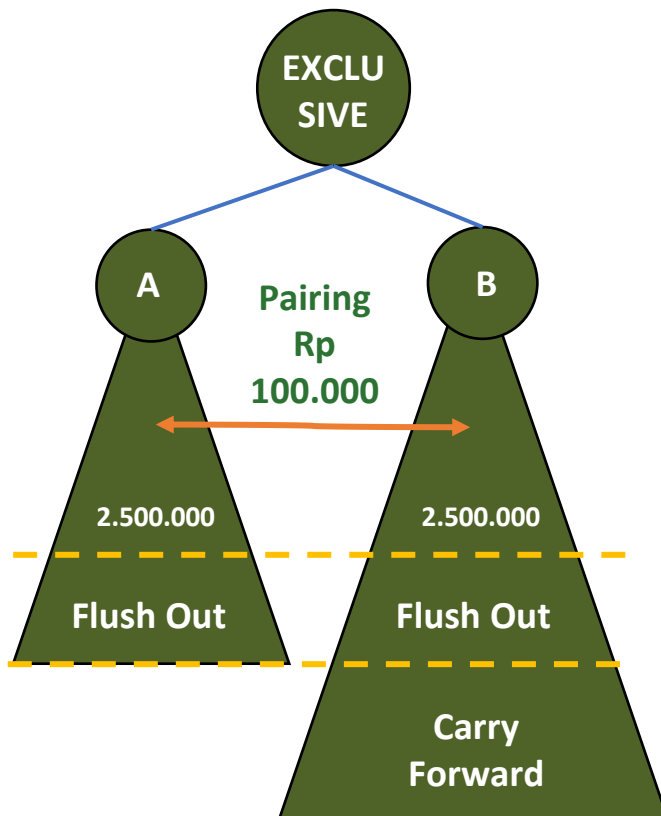 EXCLU
SIVE
A
B
Pairing
Rp
100.000
2.500.000
2.500.000
Flush Out
Flush Out
Carry
Forward